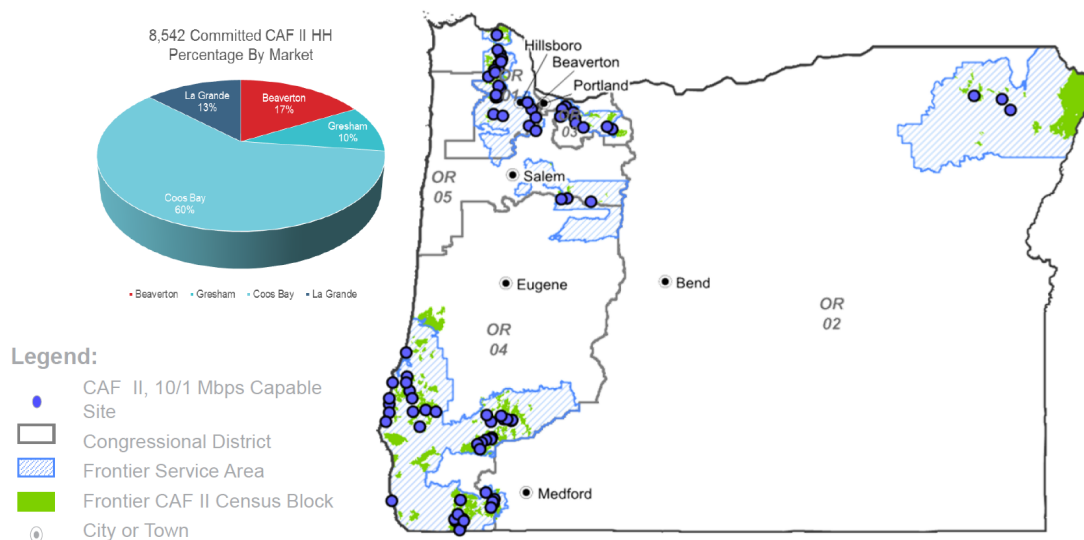 8,542 Committed CAF II HH
Percentage By Market
La Grande
13%
Beaverton
17%
Gresham
10%
Coos Bay
60%
Beaverton
Gresham
Coos Bay
La Grande
Legend:
CAF II, 10/1 Mbps Capable
Site
Congressional District
Frontier Service Area
Frontier CAF II Census Block
City or Town
Hillsboro
Beaverton
Portland
OR
01
03
Salem
OR
05
Eugene
Bend
OR
04
OR
02
Medford